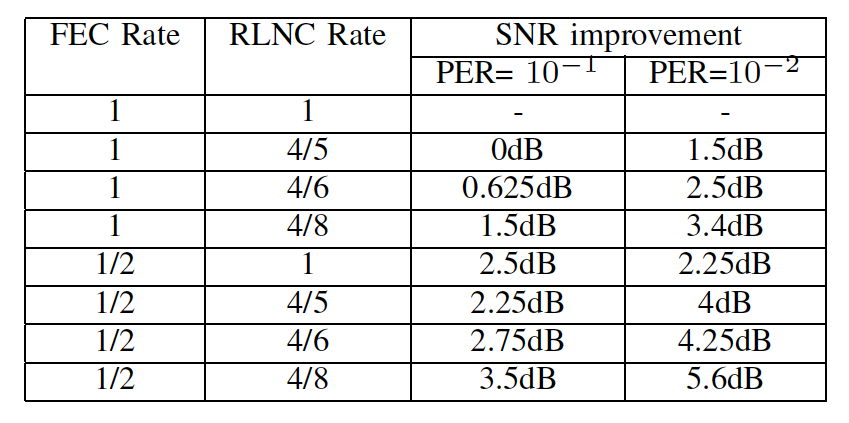 FEC Rate RLNC Rate SNR improvement
PER= 10⁻¹ PER=10⁻²
1 1 - -
1 4/5 0dB 1.5dB
1 4/6 0.625dB 2.5dB
1 4/8 1.5dB 3.4dB
1/2 1 2.5dB 2.25dB
1/2 4/5 2.25dB 4dB
1/2 4/6 2.75dB 4.25dB
1/2 4/8 3.5dB 5.6dB